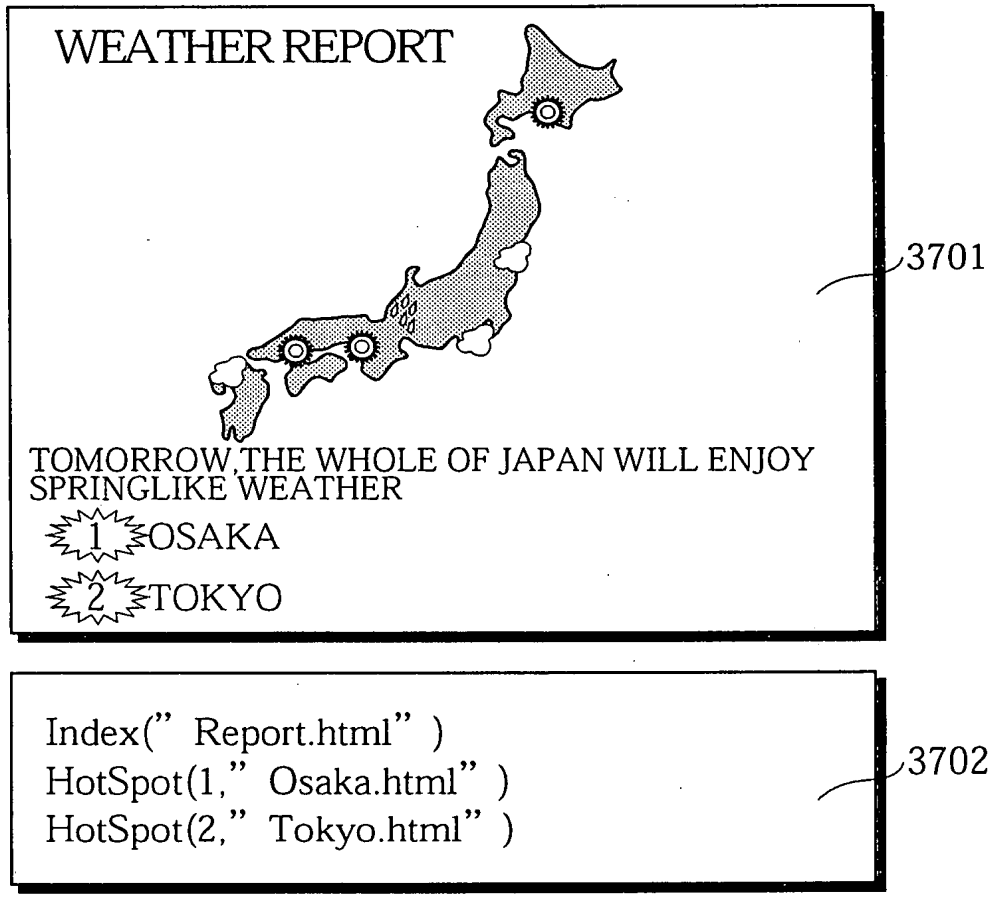 WEATHER REPORT
3701
TOMORROW,THE WHOLE OF JAPAN WILL ENJOY
SPRINGLIKE WEATHER
1 OSAKA
2 TOKYO
Index(” Report.html” )
HotSpot(1,” Osaka.html” )
HotSpot(2,” Tokyo.html” )
3702